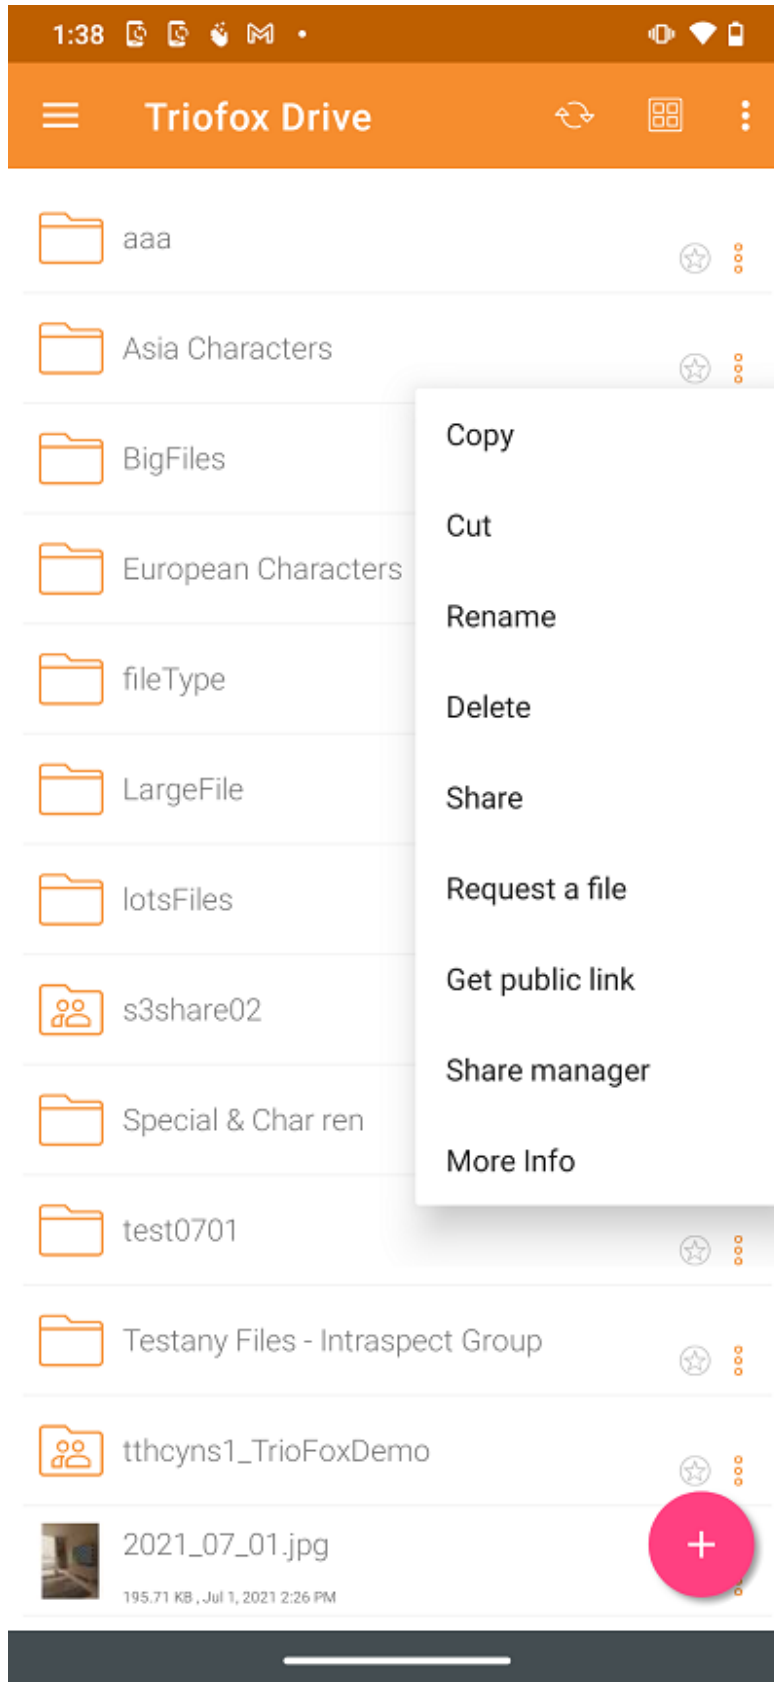 1:38
Triofox Drive
aaa
Asia Characters
BigFiles
European Characters
fileType
LargeFile
lotsFiles
s3share02
Special & Char ren
test0701
Testany Files - Intraspect Group
tthcyns1_TrioFoxDemo
2021_07_01.jpg
195.71 KB , Jul 1, 2021 2:26 PM
Copy
Cut
Rename
Delete
Share
Request a file
Get public link
Share manager
More Info